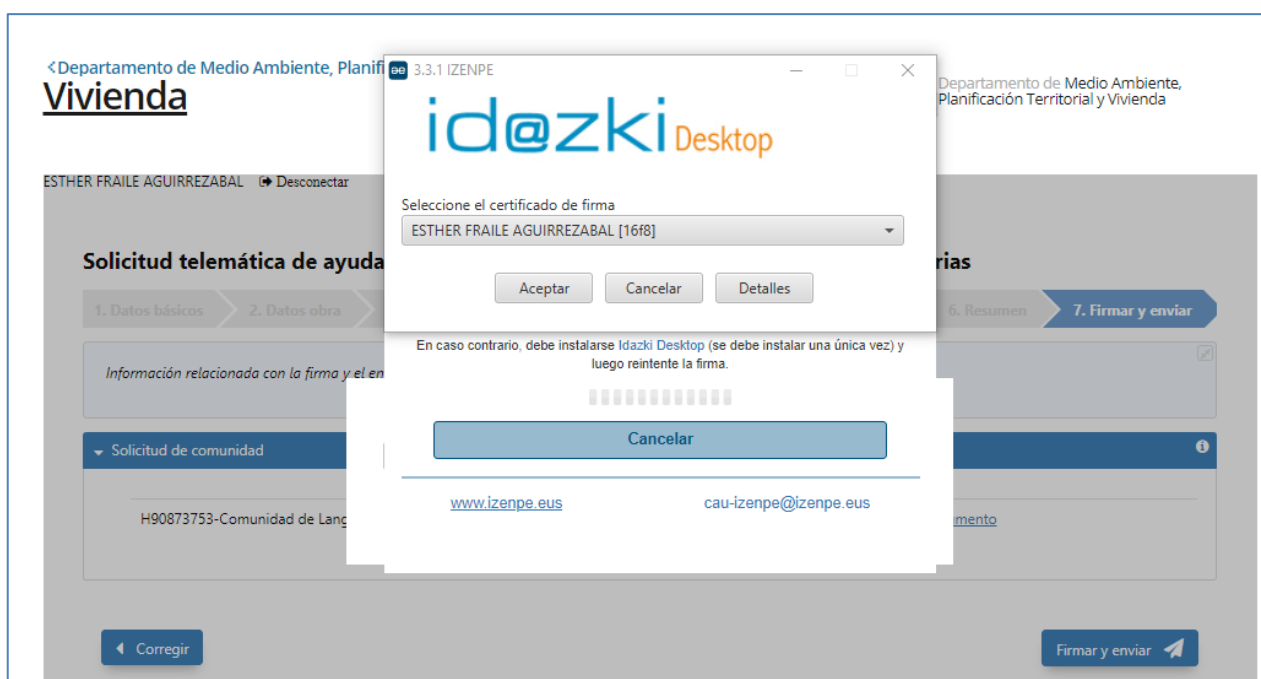 <Departamento de Medio Ambiente, Planifi
Vivienda
Departamento de Medio Ambiente,
Planificación Territorial y Vivienda
3.3.1 IZENPE
id@zki Desktop
ESTHER FRAILE AGUIRREZABAL Desconectar
Seleccione el certificado de firma
ESTHER FRAILE AGUIRREZABAL [16f8]
Aceptar Cancelar Detalles
Solicitud telemática de ayuda
rias
1. Datos básicos 2. Datos obra 6. Resumen 7. Firmar y enviar
En caso contrario, debe instalarse Idazki Desktop (se debe instalar una única vez) y
luego reintente la firma.
Información relacionada con la firma y el en
Cancelar
Solicitud de comunidad
www.izenpe.eus cau-izenpe@izenpe.eus
H90873753-Comunidad de Lang
umento
Corregir
Firmar y enviar